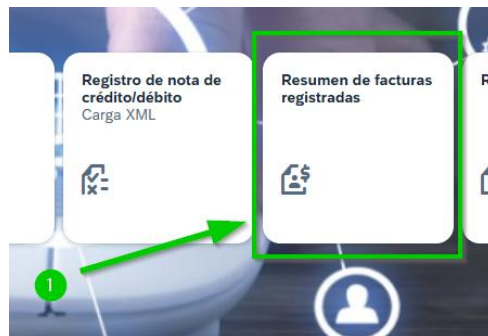 Registro de nota de
crédito/débito
Carga XML
Resumen de facturas
registradas
R
1